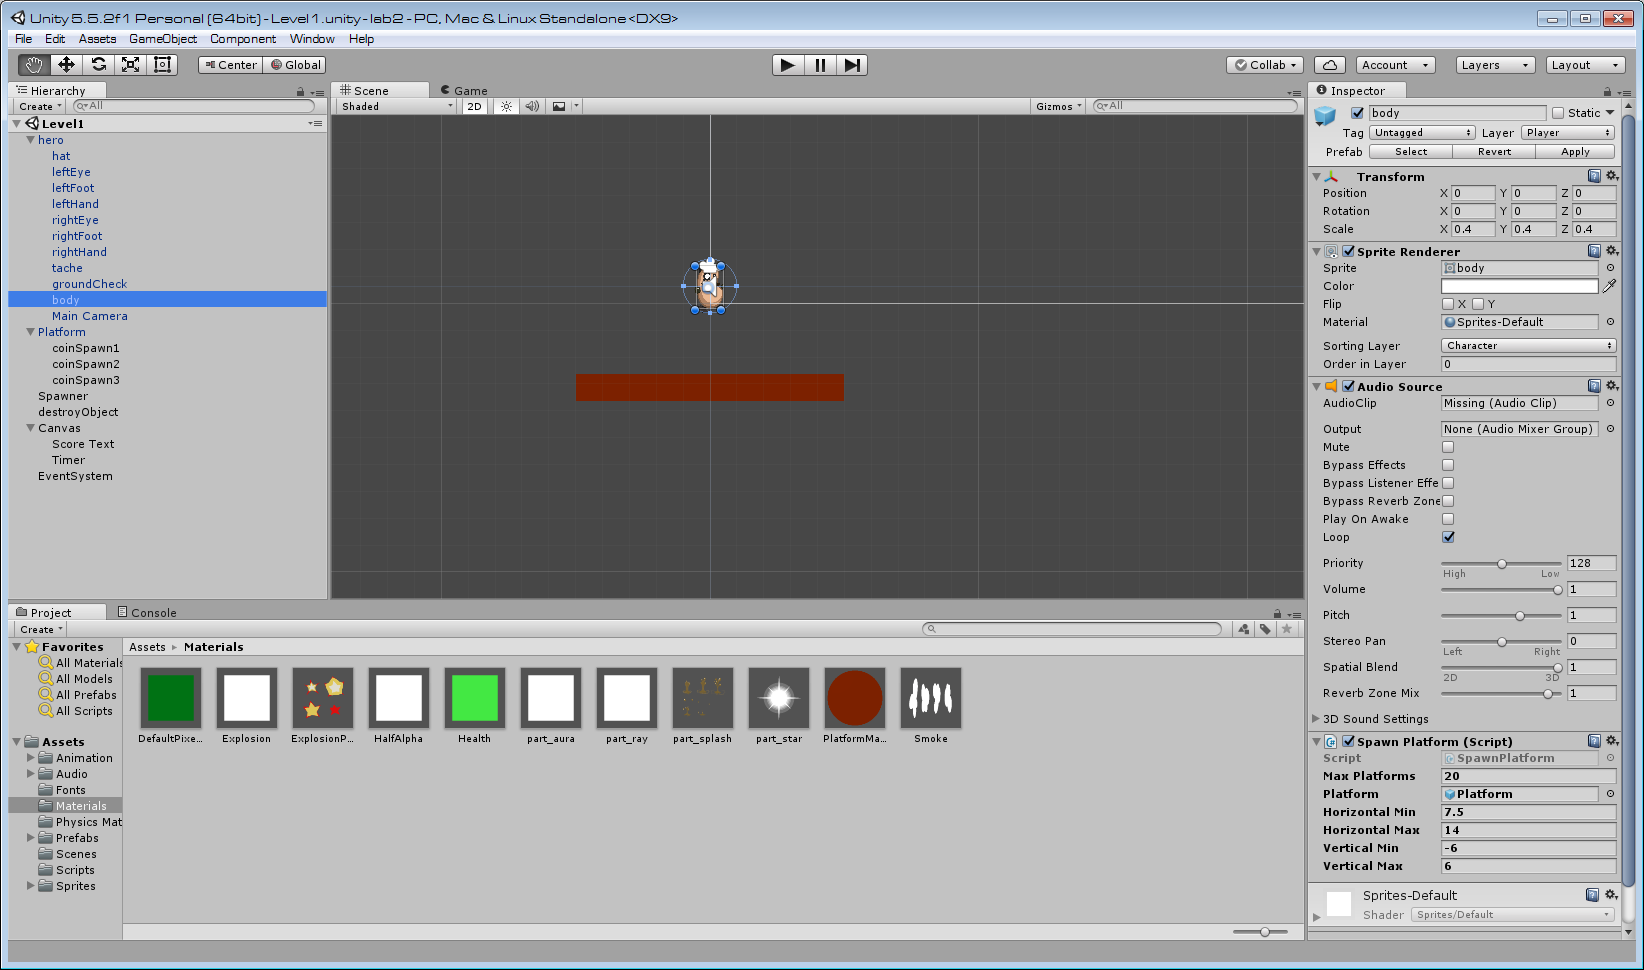 Unity 5.5.2f1 Personal (64bit) - Level1.unity - lab2 - PC, Mac & Linux Standalone <DX9>
File Edit Assets GameObject Component Window Help
Center Global Collab Account Layers Layout
Hierarchy
Create All
Level1
hero
hat
leftEye
leftFoot
leftHand
rightEye
rightFoot
rightHand
tache
groundCheck
body
Main Camera
Platform
coinSpawn1
coinSpawn2
coinSpawn3
Spawner
destroyObject
Canvas
Score Text
Timer
EventSystem
Scene Game
Shaded 2D Gizmos All
Inspector
body Static
Tag Untagged Layer Player
Prefab Select Revert Apply
Transform
Position X 0 Y 0 Z 0
Rotation X 0 Y 0 Z 0
Scale X 0.4 Y 0.4 Z 0.4
Sprite Renderer
Sprite body
Color
Flip X Y
Material Sprites-Default
Sorting Layer Character
Order in Layer 0
Audio Source
AudioClip Missing (Audio Clip)
Output None (Audio Mixer Group)
Mute
Bypass Effects
Bypass Listener Effe
Bypass Reverb Zone
Play On Awake
Loop
Priority 128
High Low
Volume 1
Pitch 1
Stereo Pan 0
Left Right
Spatial Blend 1
2D 3D
Reverb Zone Mix 1
3D Sound Settings
Spawn Platform (Script)
Script SpawnPlatform
Max Platforms 20
Platform Platform
Horizontal Min 7.5
Horizontal Max 14
Vertical Min -6
Vertical Max 6
Sprites-Default
Shader Sprites/Default
Project Console
Create
Favorites
All Materials
All Models
All Prefabs
All Scripts
Assets
Animation
Audio
Fonts
Materials
Physics Mat
Prefabs
Scenes
Scripts
Sprites
Assets ▸ Materials
DefaultPixe... Explosion ExplosionP... HalfAlpha Health part_aura part_ray part_splash part_star PlatformMa... Smoke